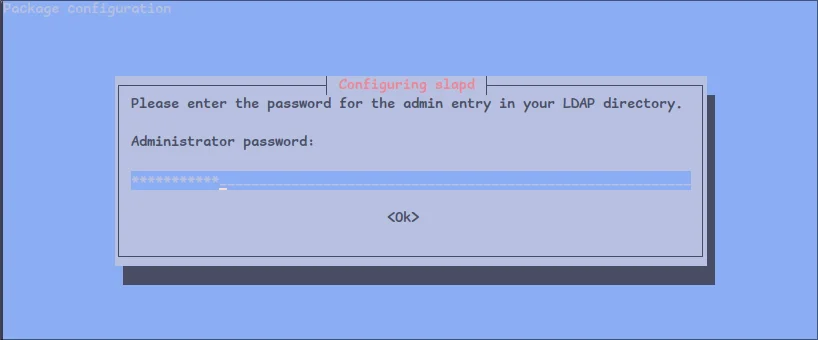 Package configuration
Configuring slapd
Please enter the password for the admin entry in your LDAP directory.
Administrator password:
***********_________________________________________________________
<Ok>